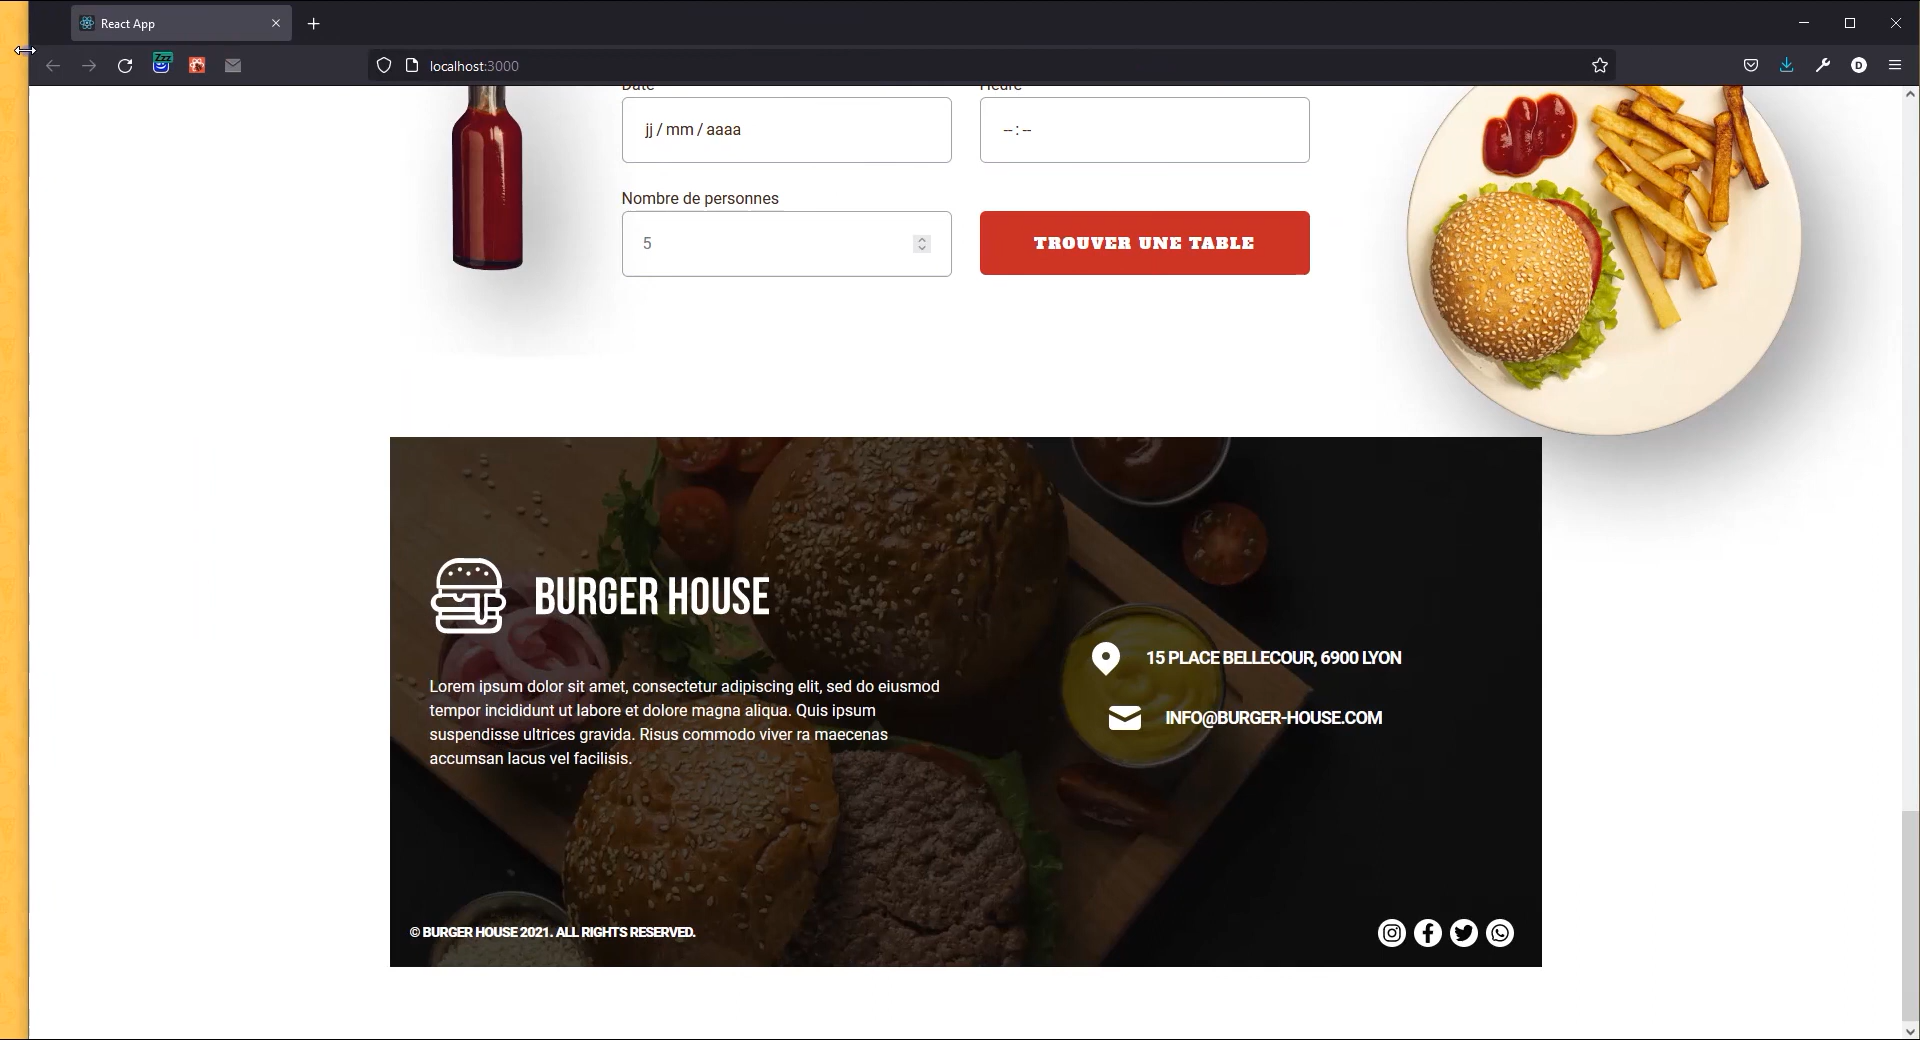 React App
localhost:3000
Date
Heure
jj / mm / aaaa
-- : --
Nombre de personnes
5
TROUVER UNE TABLE
BURGER HOUSE
15 PLACE BELLECOUR, 6900 LYON
Lorem ipsum dolor sit amet, consectetur adipiscing elit, sed do eiusmod
tempor incididunt ut labore et dolore magna aliqua. Quis ipsum
suspendisse ultrices gravida. Risus commodo viver ra maecenas
accumsan lacus vel facilisis.
INFO@BURGER-HOUSE.COM
© BURGER HOUSE 2021. ALL RIGHTS RESERVED.